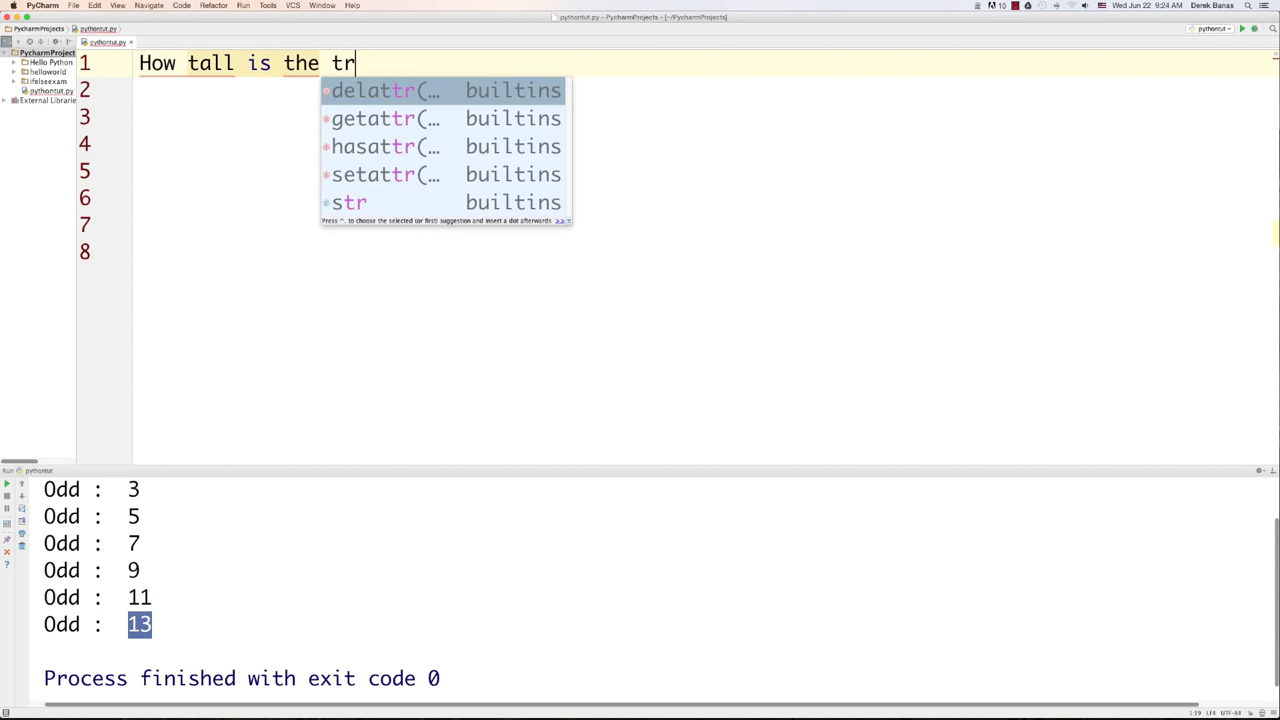 PyCharm File Edit View Navigate Code Refactor Run Tools VCS Window Help
10 Wed Jun 22 9:24 AM Derek Banas
pythontut.py - PycharmProjects - [~/PycharmProjects]
PycharmProjects pythontut.py
pythontut
pythontut.py
PycharmProject
Hello Python
helloworld
ifelseexam
pythontut.py
External Librarie
1 How tall is the tr
2
3
4
5
6
7
8
delattr(… builtins
getattr(… builtins
hasattr(… builtins
setattr(… builtins
str builtins
Press ^. to choose the selected (or first) suggestion and insert a dot afterwards >>
Run pythontut
Odd : 3
Odd : 5
Odd : 7
Odd : 9
Odd : 11
Odd : 13
Process finished with exit code 0
1:19 LF÷ UTF-8÷